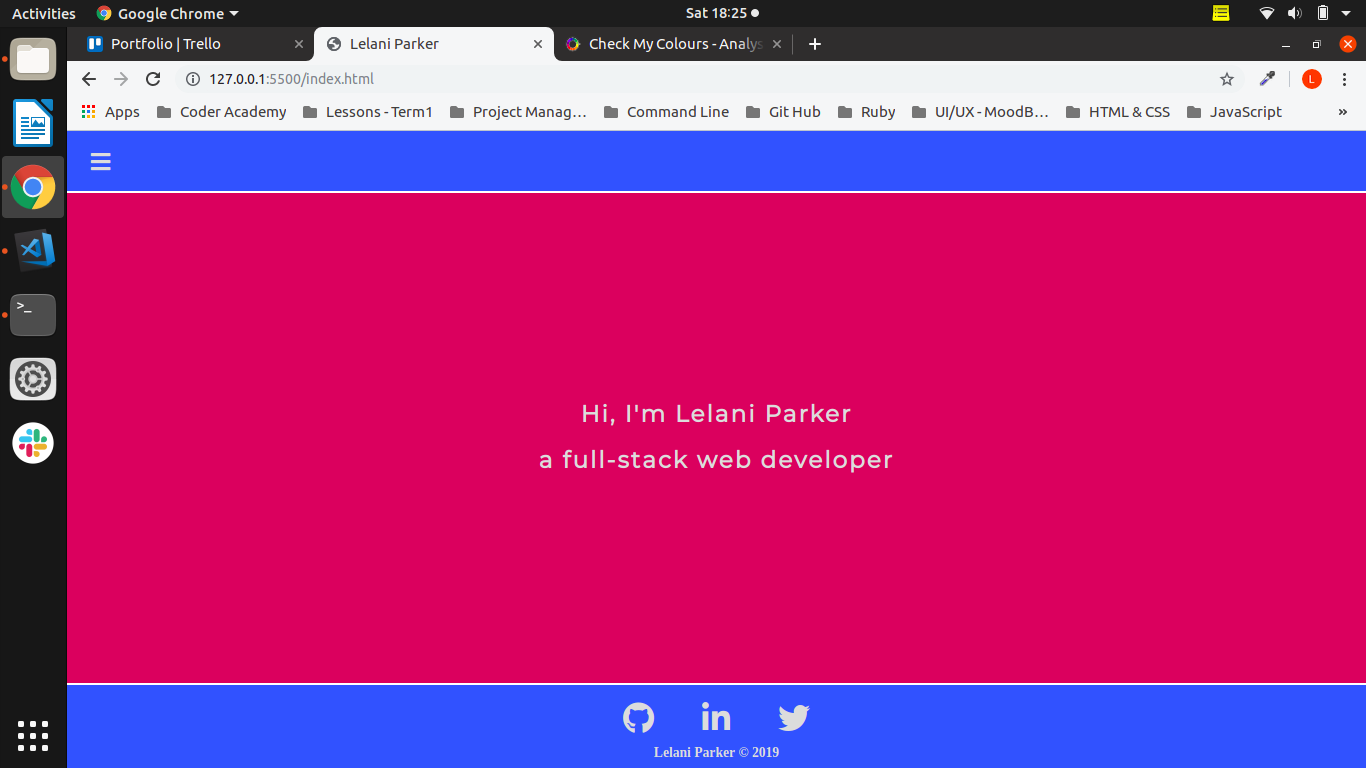 Activities Google Chrome Sat 18:25
Portfolio | Trello Lelani Parker Check My Colours - Analys
127.0.0.1:5500/index.html L
Apps Coder Academy Lessons - Term1 Project Manag… Command Line Git Hub Ruby UI/UX - MoodB… HTML & CSS JavaScript »
>_
Hi, I'm Lelani Parker
a full-stack web developer
in
Lelani Parker © 2019